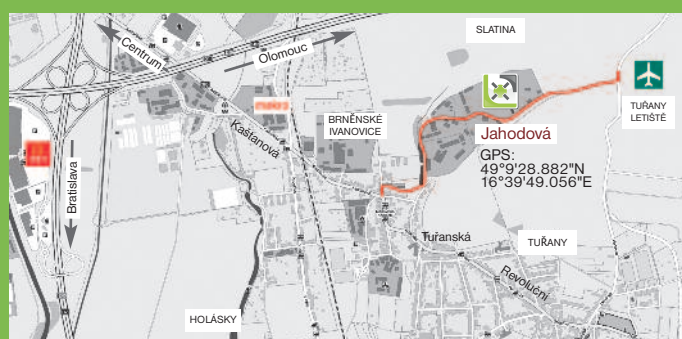 SLATINA
Centrum
Olomouc
makro
TUŘANY
LETIŠTĚ
Kaštanová
BRNĚNSKÉ
IVANOVICE
Jahodová
GPS:
49°9'28.882"N
16°39'49.056"E
Bratislava
Tuřanská
TUŘANY
Revoluční
HOLÁSKY